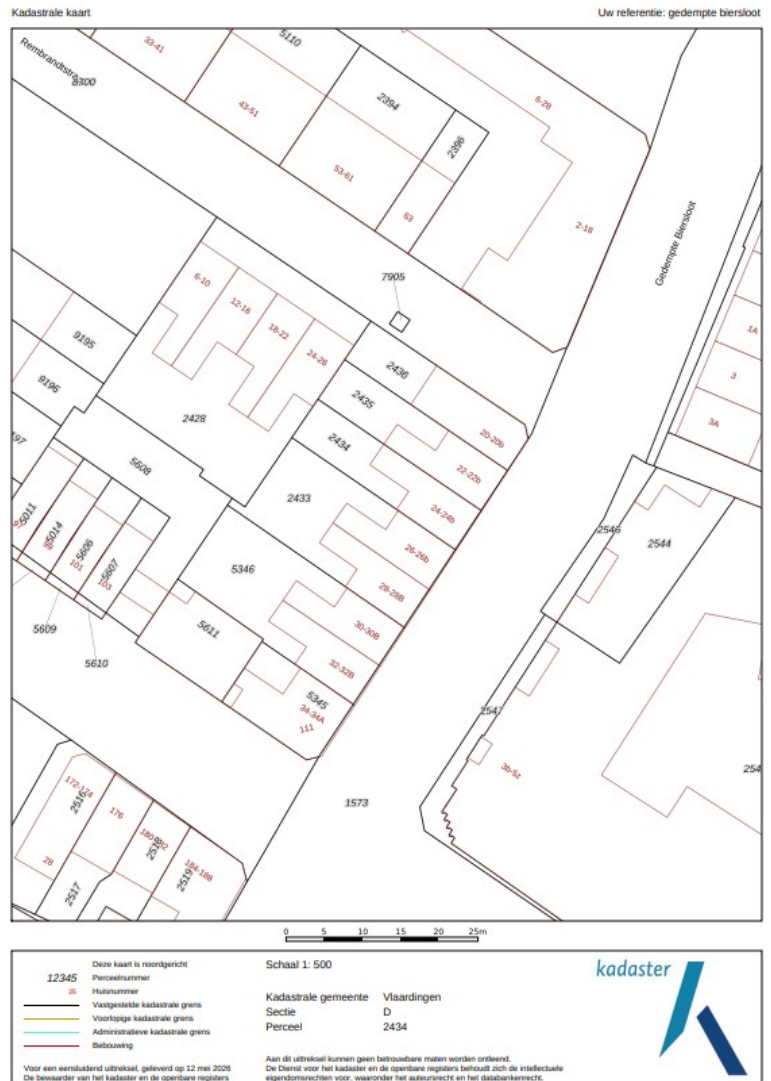 Kadastrale kaart
Uw referentie: gedempte biersloot
33-41
5110
Rembrandtstra
8700
43-51
2394
6-28
2396
53-61
63
2-18
Gedempte Biersloot
7905
6-10
12-16
18-22
24-28
9195
9196
2436
2435
2434
2428
20-20b
22-22b
24-24b
26-26b
28-28B
30-30B
32-32B
1A
3
3A
197
5608
2433
5346
5011
5014
5606
5607
97
99
101
103
5609
5610
5611
5345
34-34A
111
2546
2544
2547
3b-5z
254
1573
172-174
2516
176
28
2517
2519
184-188
0 5 10 15 20 25m
Deze kaart is noordgericht
12345 Perceelnummer
25 Huisnummer
Vastgestelde kadastrale grens
Voorlopige kadastrale grens
Administratieve kadastrale grens
Bebouwing
Voor een eensluidend uittreksel, geleverd op 12 mei 2026
De bewaarder van het kadaster en de openbare registers
Schaal 1: 500
Kadastrale gemeente Vlaardingen
Sectie D
Perceel 2434
Aan dit uittreksel kunnen geen betrouwbare maten worden ontleend.
De Dienst voor het kadaster en de openbare registers behoudt zich de intellectuele
eigendomsrechten voor, waaronder het auteursrecht en het databankenrecht.
kadaster